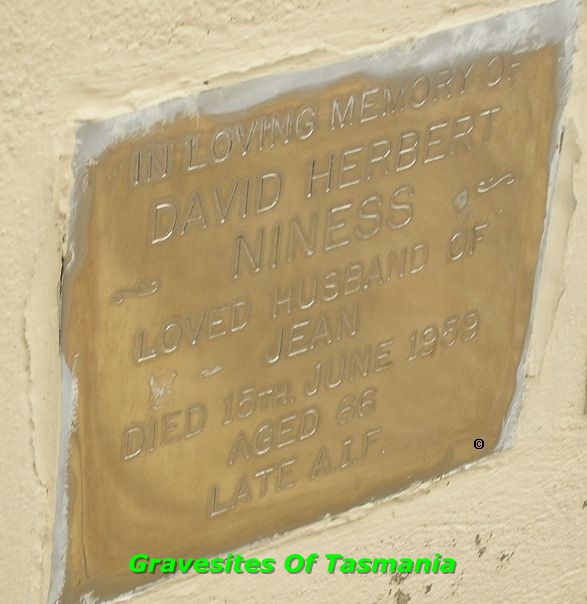 IN LOVING MEMORY OF
DAVID HERBERT
NINESS
LOVED HUSBAND OF
JEAN
DIED 15TH. JUNE 1959
AGED 66
LATE A.I.F.
©
Gravesites Of Tasmania